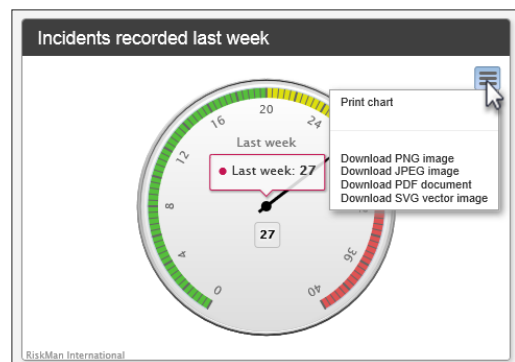 Incidents recorded last week
Print chart
Download PNG image
Download JPEG image
Download PDF document
Download SVG vector image
0
4
8
12
16
20
24
36
40
Last week
Last week: 27
27
RiskMan International